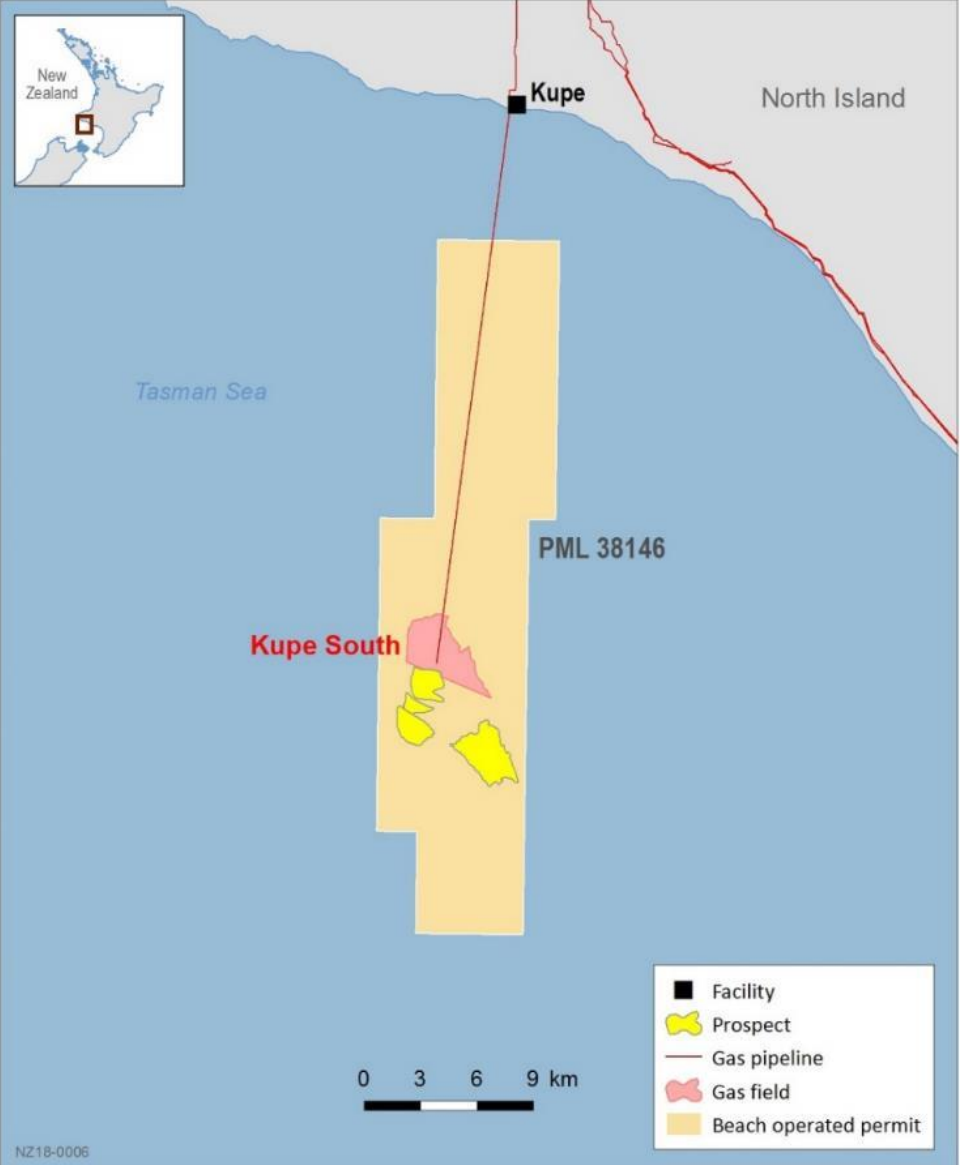 New
Zealand
Kupe
North Island
Tasman Sea
PML 38146
Kupe South
Facility
Prospect
Gas pipeline
Gas field
Beach operated permit
0 3 6 9 km
NZ18-0006